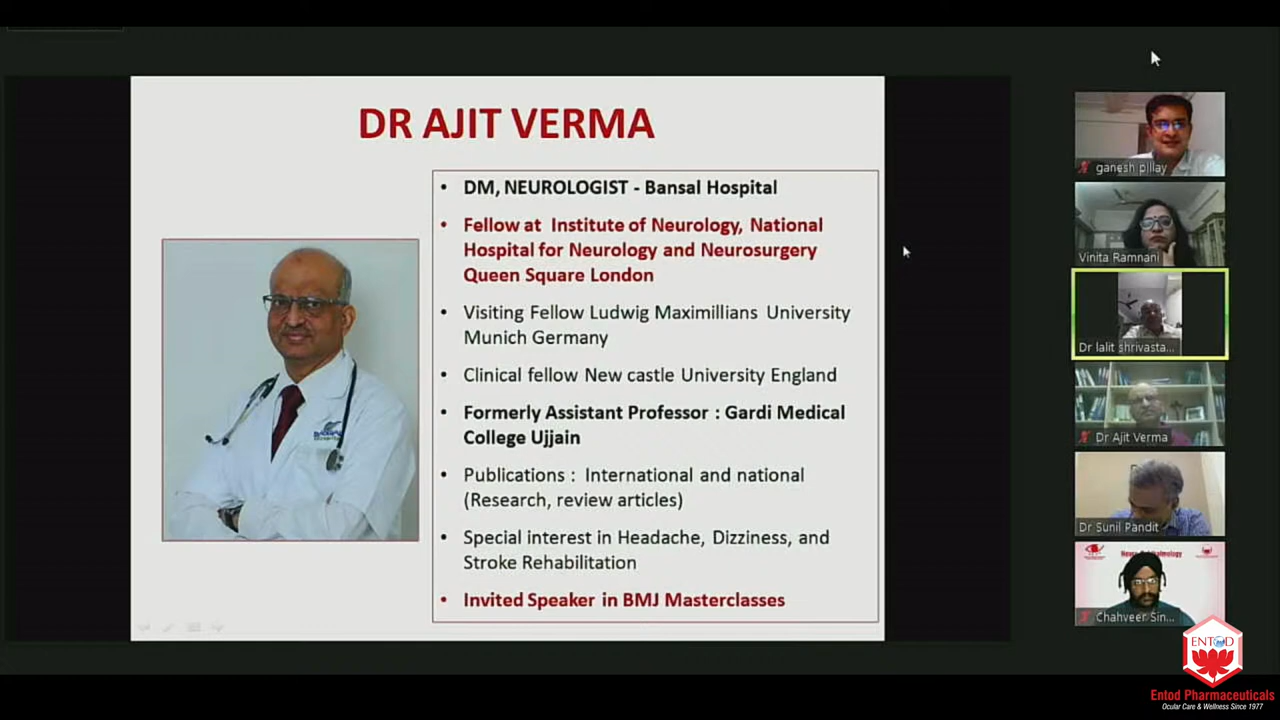 DR AJIT VERMA
• DM, NEUROLOGIST - Bansal Hospital
• Fellow at Institute of Neurology, National
Hospital for Neurology and Neurosurgery
Queen Square London
• Visiting Fellow Ludwig Maximillians University
Munich Germany
• Clinical fellow New castle University England
• Formerly Assistant Professor : Gardi Medical
College Ujjain
• Publications : International and national
(Research, review articles)
• Special interest in Headache, Dizziness, and
Stroke Rehabilitation
• Invited Speaker in BMJ Masterclasses
ganesh pillay
Vinita Ramnani
Dr lalit shrivasta...
Dr Ajit Verma
Dr Sunil Pandit
Neuro Ophthalmology
Chahveer Sin...
ENTOD
Entod Pharmaceuticals
Ocular Care & Wellness Since 1977